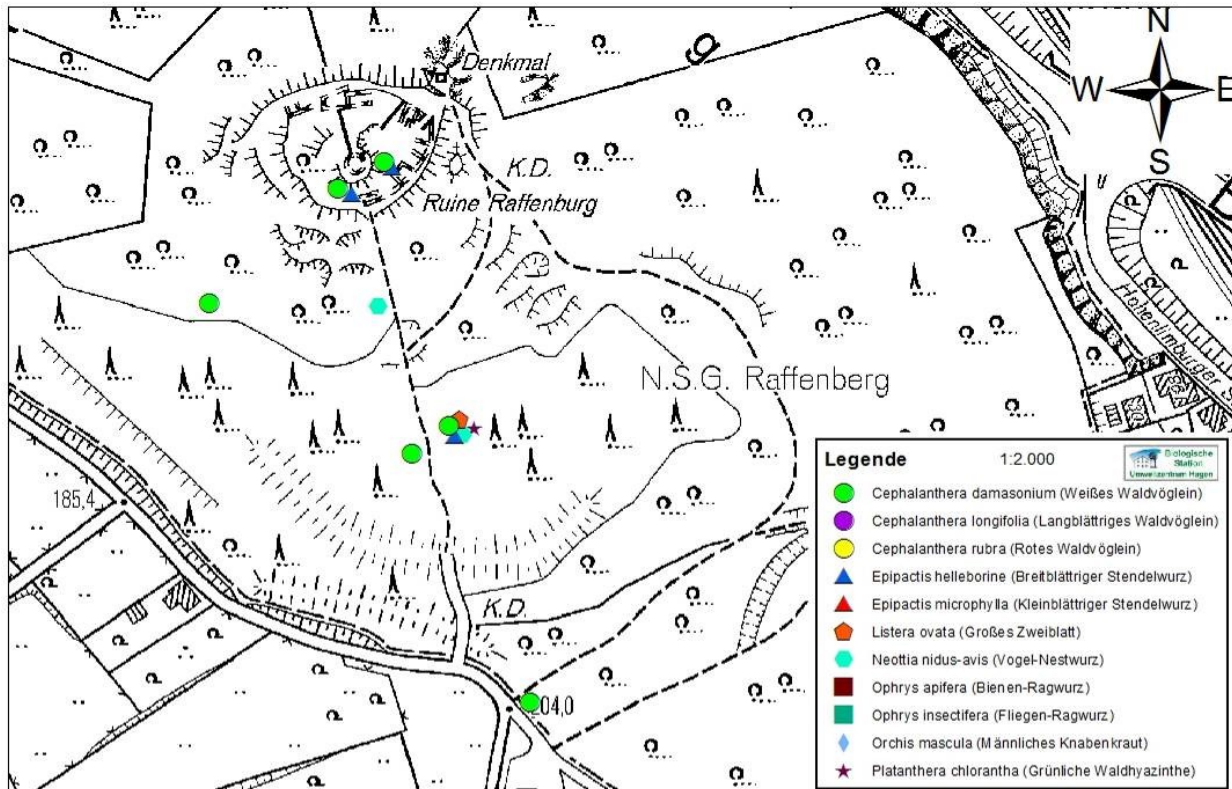 N
W E
S
g
Denkmal
K.D.
Ruine Raffenburg
N.S.G. Raffenberg
Hohenlimburger
185,4
K.D.
204,0
Legende 1:2.000
Biologische
Station
Umweltzentrum Hagen
Cephalanthera damasonium (Weißes Waldvöglein)
Cephalanthera longifolia (Langblättriges Waldvöglein)
Cephalanthera rubra (Rotes Waldvöglein)
Epipactis helleborine (Breitblättriger Stendelwurz)
Epipactis microphylla (Kleinblättriger Stendelwurz)
Listera ovata (Großes Zweiblatt)
Neottia nidus-avis (Vogel-Nestwurz)
Ophrys apifera (Bienen-Ragwurz)
Ophrys insectifera (Fliegen-Ragwurz)
Orchis mascula (Männliches Knabenkraut)
Platanthera chlorantha (Grünliche Waldhyazinthe)